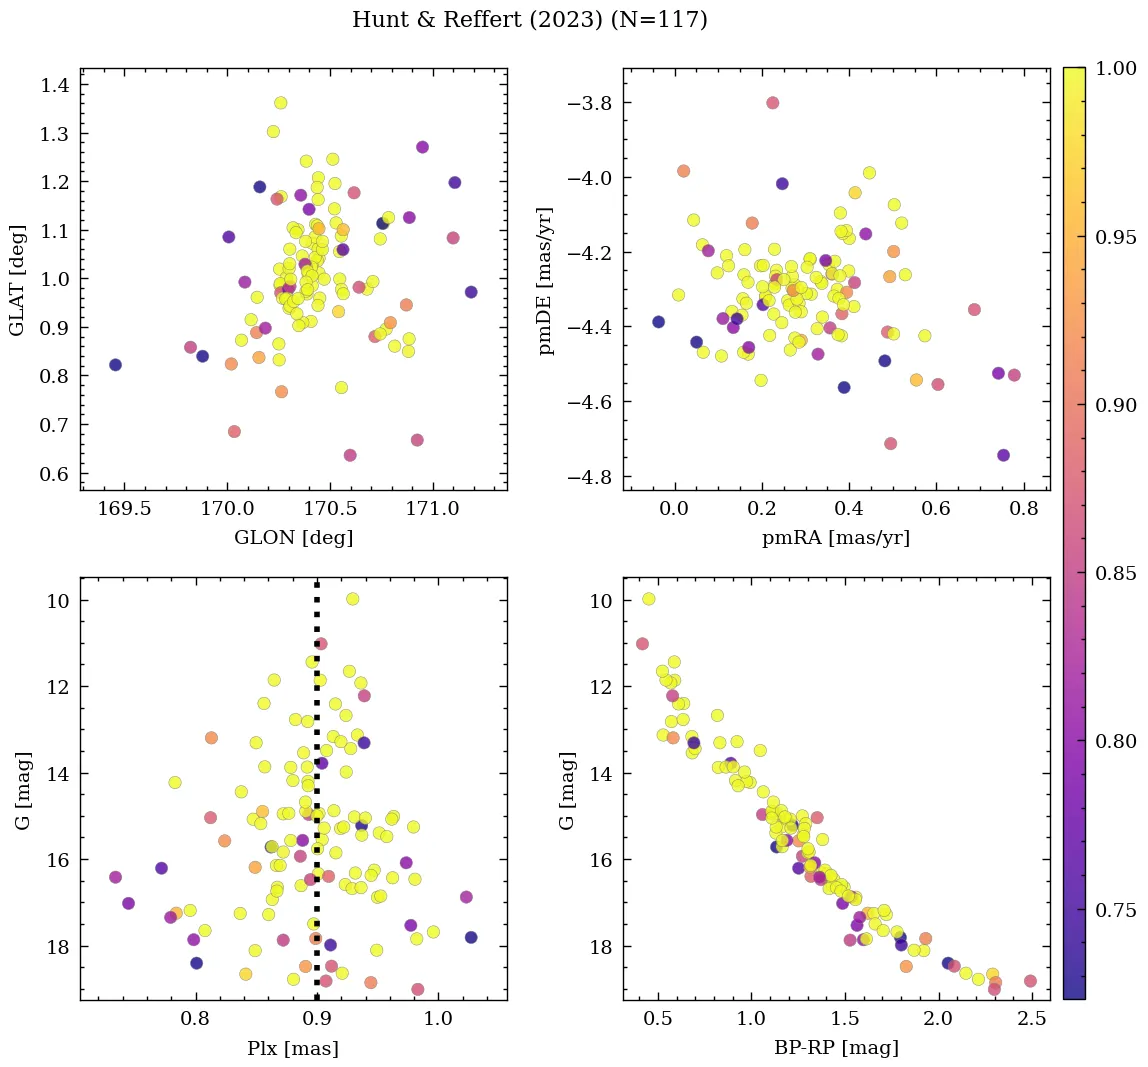 Hunt & Reffert (2023) (N=117)
1.4
1.3
1.2
1.1
1.0
0.9
0.8
0.7
0.6
GLAT [deg]
169.5 170.0 170.5 171.0
GLON [deg]
−3.8
−4.0
−4.2
−4.4
−4.6
−4.8
pmDE [mas/yr]
0.0 0.2 0.4 0.6 0.8
pmRA [mas/yr]
10
12
14
16
18
G [mag]
0.8 0.9 1.0
Plx [mas]
10
12
14
16
18
G [mag]
0.5 1.0 1.5 2.0 2.5
BP-RP [mag]
1.00
0.95
0.90
0.85
0.80
0.75